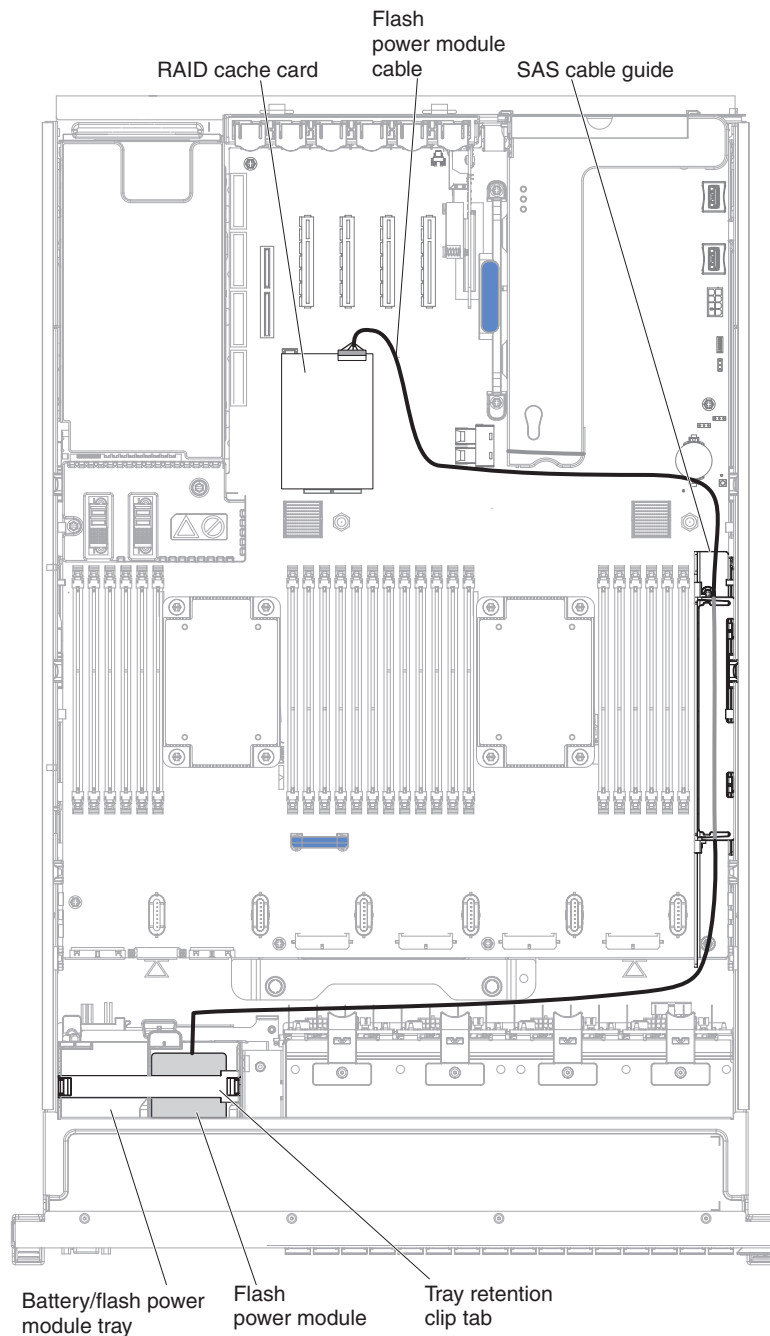 Flash
power module
cable
RAID cache card
SAS cable guide
Battery/flash power
module tray
Flash
power module
Tray retention
clip tab